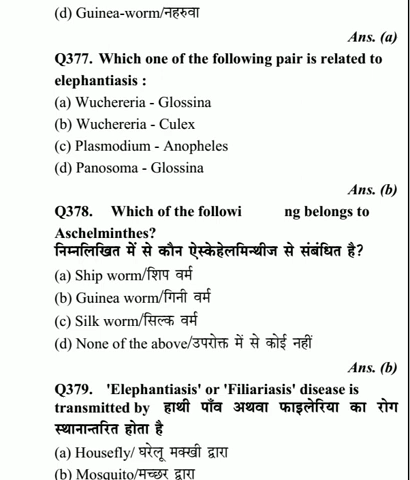 (d) Guinea-worm/नहरुवा
Ans. (a)
Q377. Which one of the following pair is related to
elephantiasis :
(a) Wuchereria - Glossina
(b) Wuchereria - Culex
(c) Plasmodium - Anopheles
(d) Panosoma - Glossina
Ans. (b)
Q378. Which of the followi ng belongs to
Aschelminthes?
निम्नलिखित में से कौन ऐस्केहेलमिन्थीज से संबंधित है?
(a) Ship worm/शिप वर्म
(b) Guinea worm/गिनी वर्म
(c) Silk worm/सिल्क वर्म
(d) None of the above/उपरोक्त में से कोई नहीं
Ans. (b)
Q379. 'Elephantiasis' or 'Filiariasis' disease is
transmitted by हाथी पाँव अथवा फाइलेरिया का रोग
स्थानान्तरित होता है
(a) Housefly/ घरेलू मक्खी द्वारा
(b) Mosquito/मच्छर द्वारा